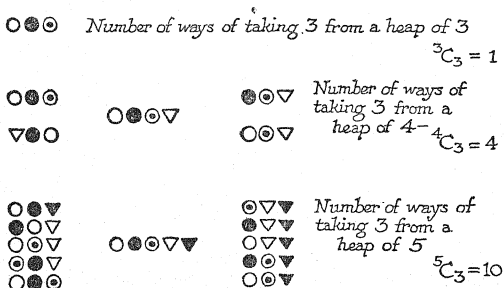 Number of ways of taking 3 from a heap of 3
³C₃ = 1
Number of ways of
taking 3 from a
heap of 4–
⁴C₃ = 4
Number of ways of
taking 3 from a
heap of 5
⁵C₃ = 10